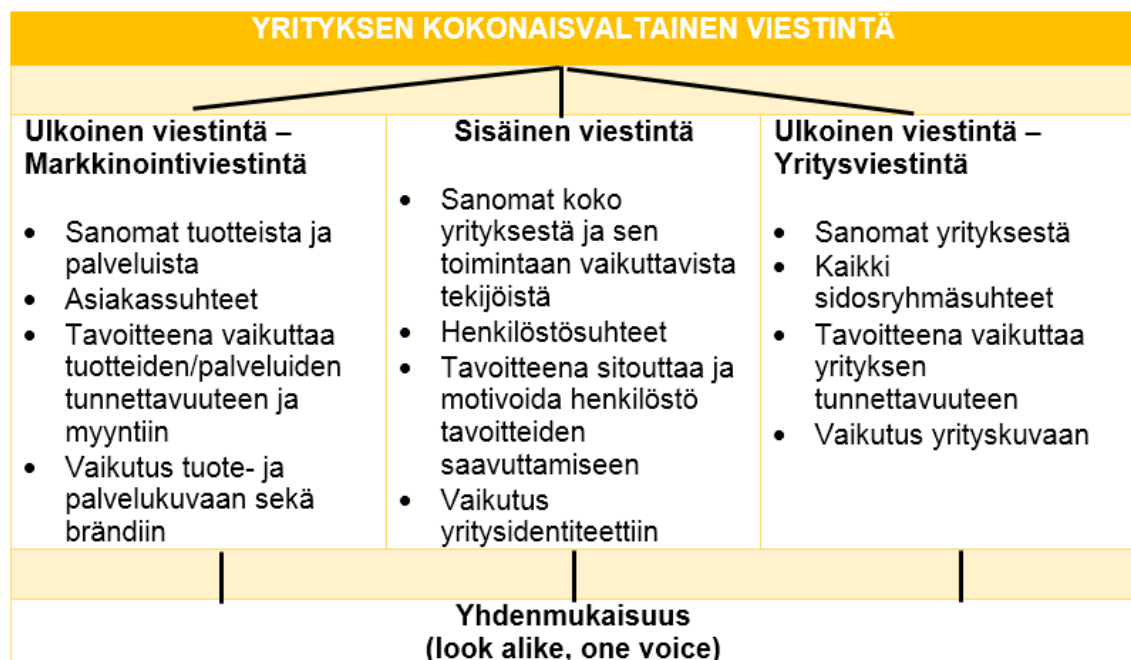 YRITYKSEN KOKONAISVALTAINEN VIESTINTÄ
Ulkoinen viestintä –
Markkinointiviestintä
• Sanomat tuotteista ja
palveluista
• Asiakassuhteet
• Tavoitteena vaikuttaa
tuotteiden/palveluiden
tunnettavuuteen ja
myyntiin
• Vaikutus tuote- ja
palvelukuvaan sekä
brändiin
Sisäinen viestintä
• Sanomat koko
yrityksestä ja sen
toimintaan vaikuttavista
tekijöistä
• Henkilöstösuhteet
• Tavoitteena sitouttaa ja
motivoida henkilöstö
tavoitteiden
saavuttamiseen
• Vaikutus
yritysidentiteettiin
Ulkoinen viestintä –
Yritysviestintä
• Sanomat yrityksestä
• Kaikki
sidosryhmäsuhteet
• Tavoitteena vaikuttaa
yrityksen
tunnettavuuteen
• Vaikutus yrityskuvaan
Yhdenmukaisuus
(look alike, one voice)